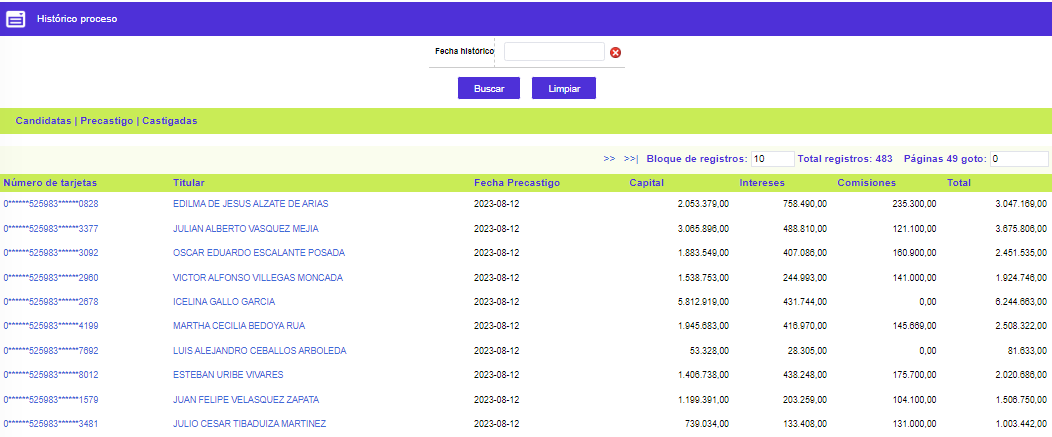 Histórico proceso
Fecha histórico
Buscar Limpiar
Candidatas | Precastigo | Castigadas
>> >>| Bloque de registros: 10 Total registros: 483 Páginas 49 goto: 0
Número de tarjetas Titular Fecha Precastigo Capital Intereses Comisiones Total
0******525983******0828 EDILMA DE JESUS ALZATE DE ARIAS 2023-08-12 2.053.379,00 758.490,00 235.300,00 3.047.169,00
0******525983******3377 JULIAN ALBERTO VASQUEZ MEJIA 2023-08-12 3.065.896,00 488.810,00 121.100,00 3.675.806,00
0******525983******3092 OSCAR EDUARDO ESCALANTE POSADA 2023-08-12 1.883.549,00 407.086,00 160.900,00 2.451.535,00
0******525983******2960 VICTOR ALFONSO VILLEGAS MONCADA 2023-08-12 1.538.753,00 244.993,00 141.000,00 1.924.746,00
0******525983******2678 ICELINA GALLO GARCIA 2023-08-12 5.812.919,00 431.744,00 0,00 6.244.663,00
0******525983******4199 MARTHA CECILIA BEDOYA RUA 2023-08-12 1.945.683,00 416.970,00 145.669,00 2.508.322,00
0******525983******7692 LUIS ALEJANDRO CEBALLOS ARBOLEDA 2023-08-12 53.328,00 28.305,00 0,00 81.633,00
0******525983******8012 ESTEBAN URIBE VIVARES 2023-08-12 1.406.738,00 438.248,00 175.700,00 2.020.686,00
0******525983******1579 JUAN FELIPE VELASQUEZ ZAPATA 2023-08-12 1.199.391,00 203.259,00 104.100,00 1.506.750,00
0******525983******3481 JULIO CESAR TIBADUIZA MARTINEZ 2023-08-12 739.034,00 133.408,00 131.000,00 1.003.442,00